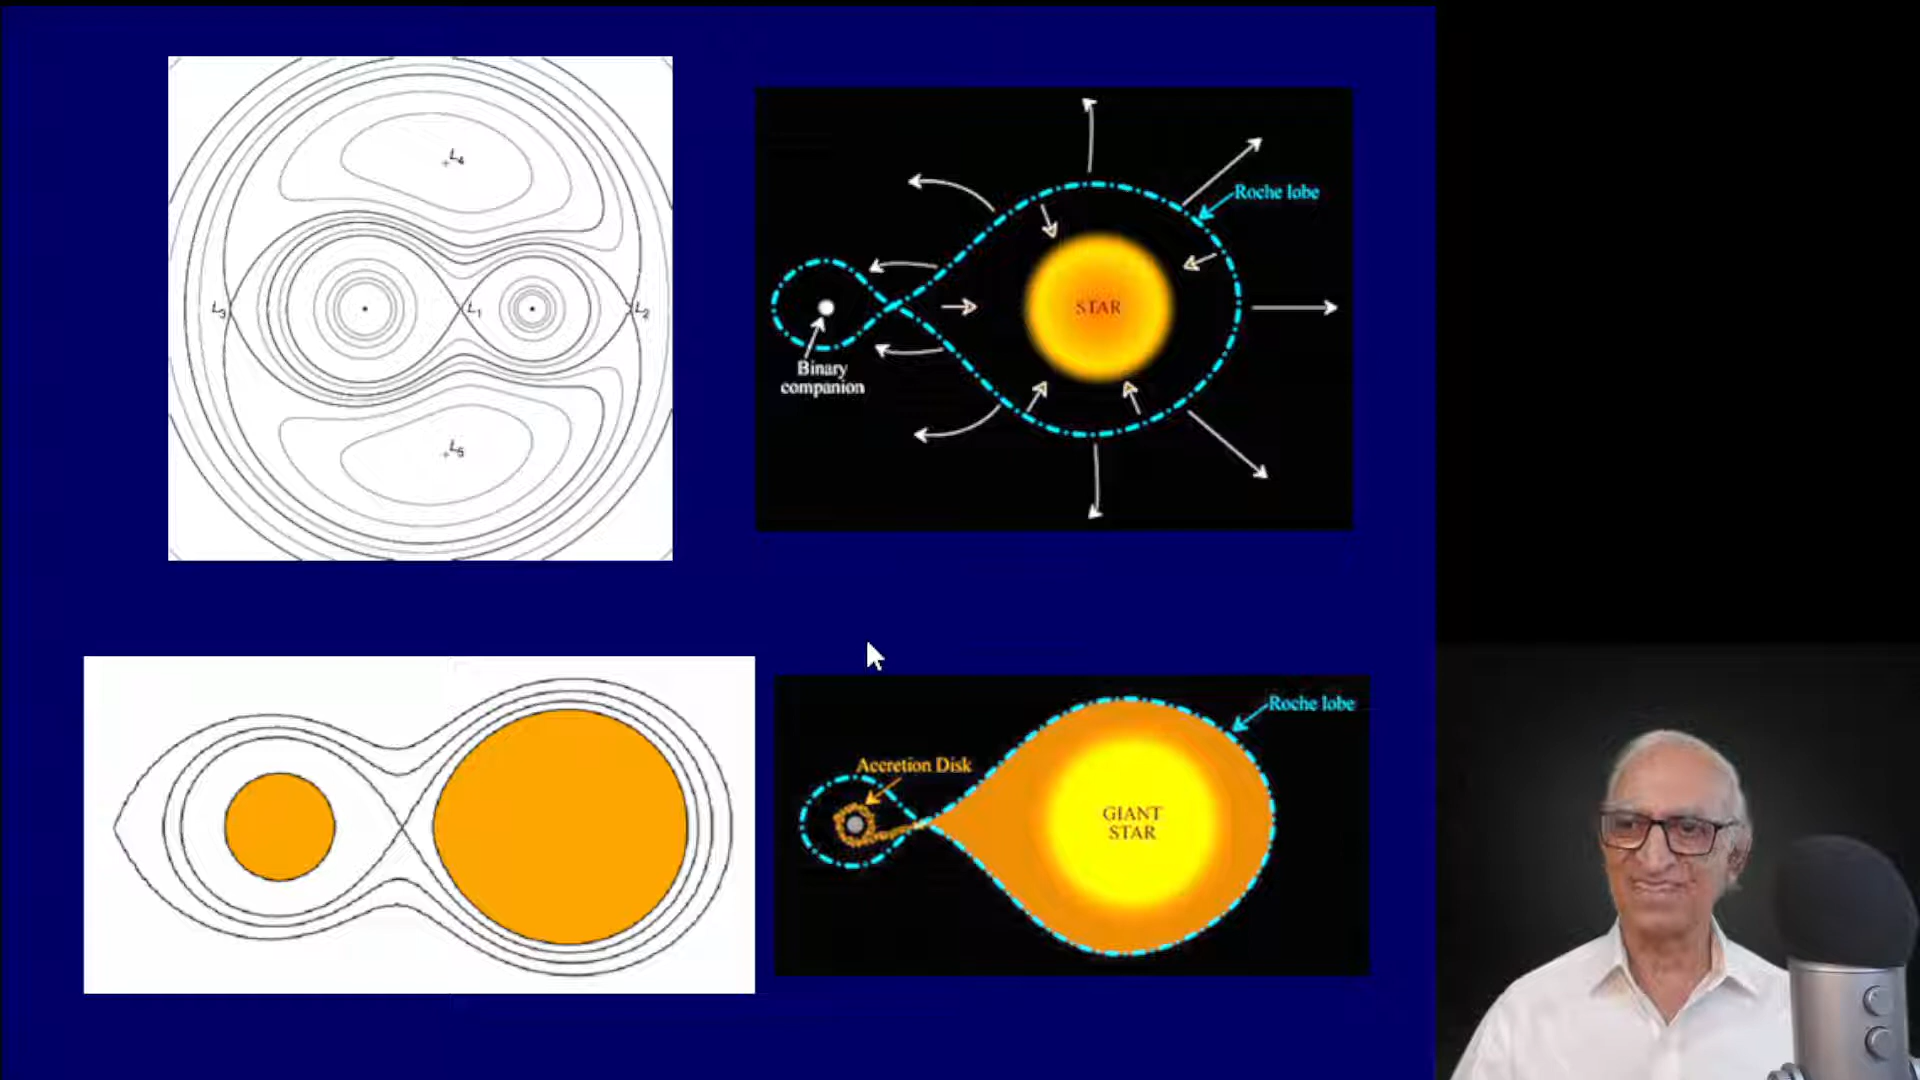 L4
L3
L1
L2
L5
Roche lobe
STAR
Binary
companion
Roche lobe
Accretion Disk
GIANT
STAR